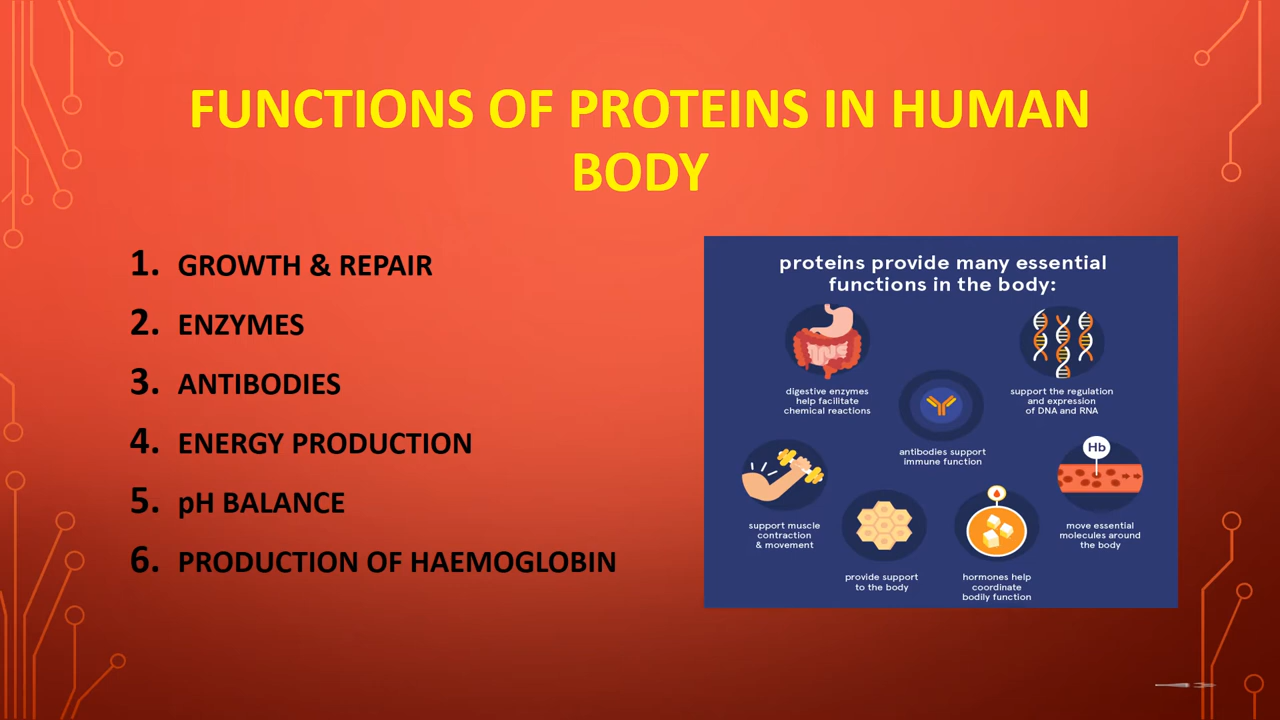 FUNCTIONS OF PROTEINS IN HUMAN
BODY
1. GROWTH & REPAIR
2. ENZYMES
3. ANTIBODIES
4. ENERGY PRODUCTION
5. pH BALANCE
6. PRODUCTION OF HAEMOGLOBIN
proteins provide many essential
functions in the body:
digestive enzymes
help facilitate
chemical reactions
support the regulation
and expression
of DNA and RNA
antibodies support
immune function
Hb
support muscle
contraction
& movement
move essential
molecules around
the body
provide support
to the body
hormones help
coordinate
bodily function